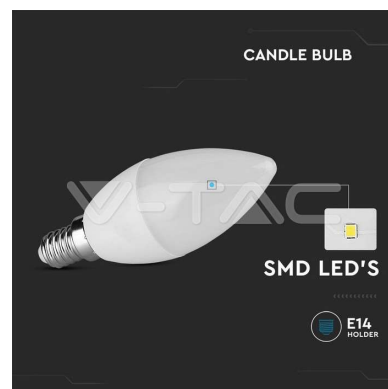 CANDLE BULB
V-TAC
SMD LED'S
E14
HOLDER